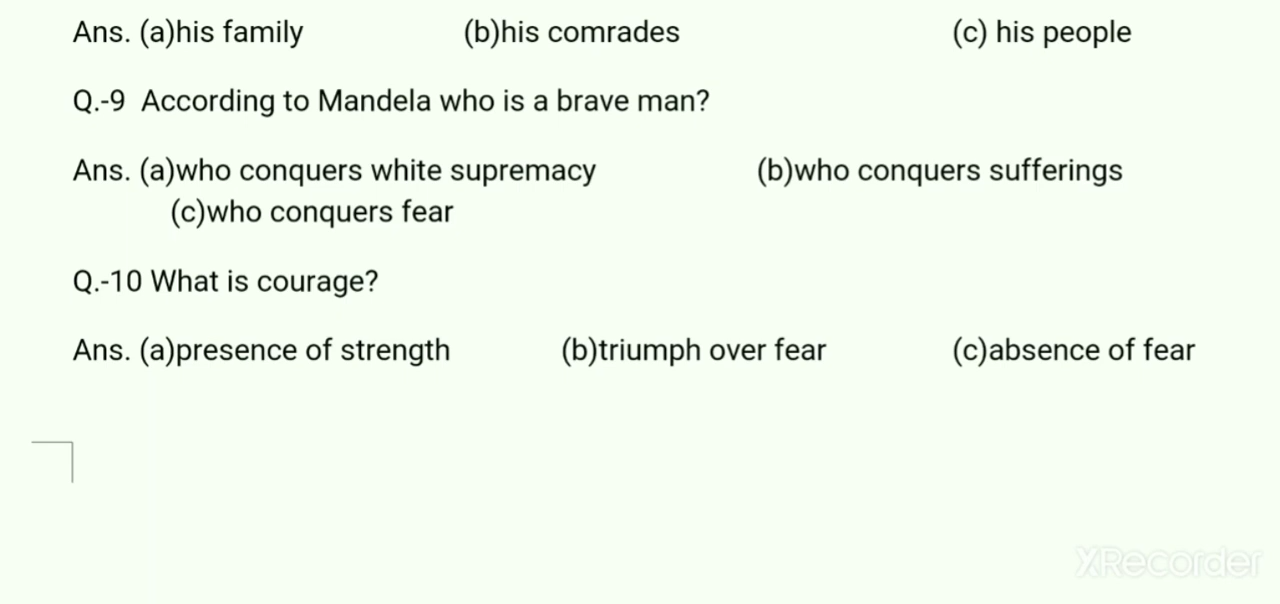 Ans. (a)his family (b)his comrades (c) his people
Q.-9 According to Mandela who is a brave man?
Ans. (a)who conquers white supremacy (b)who conquers sufferings
(c)who conquers fear
Q.-10 What is courage?
Ans. (a)presence of strength (b)triumph over fear (c)absence of fear
XRecorder